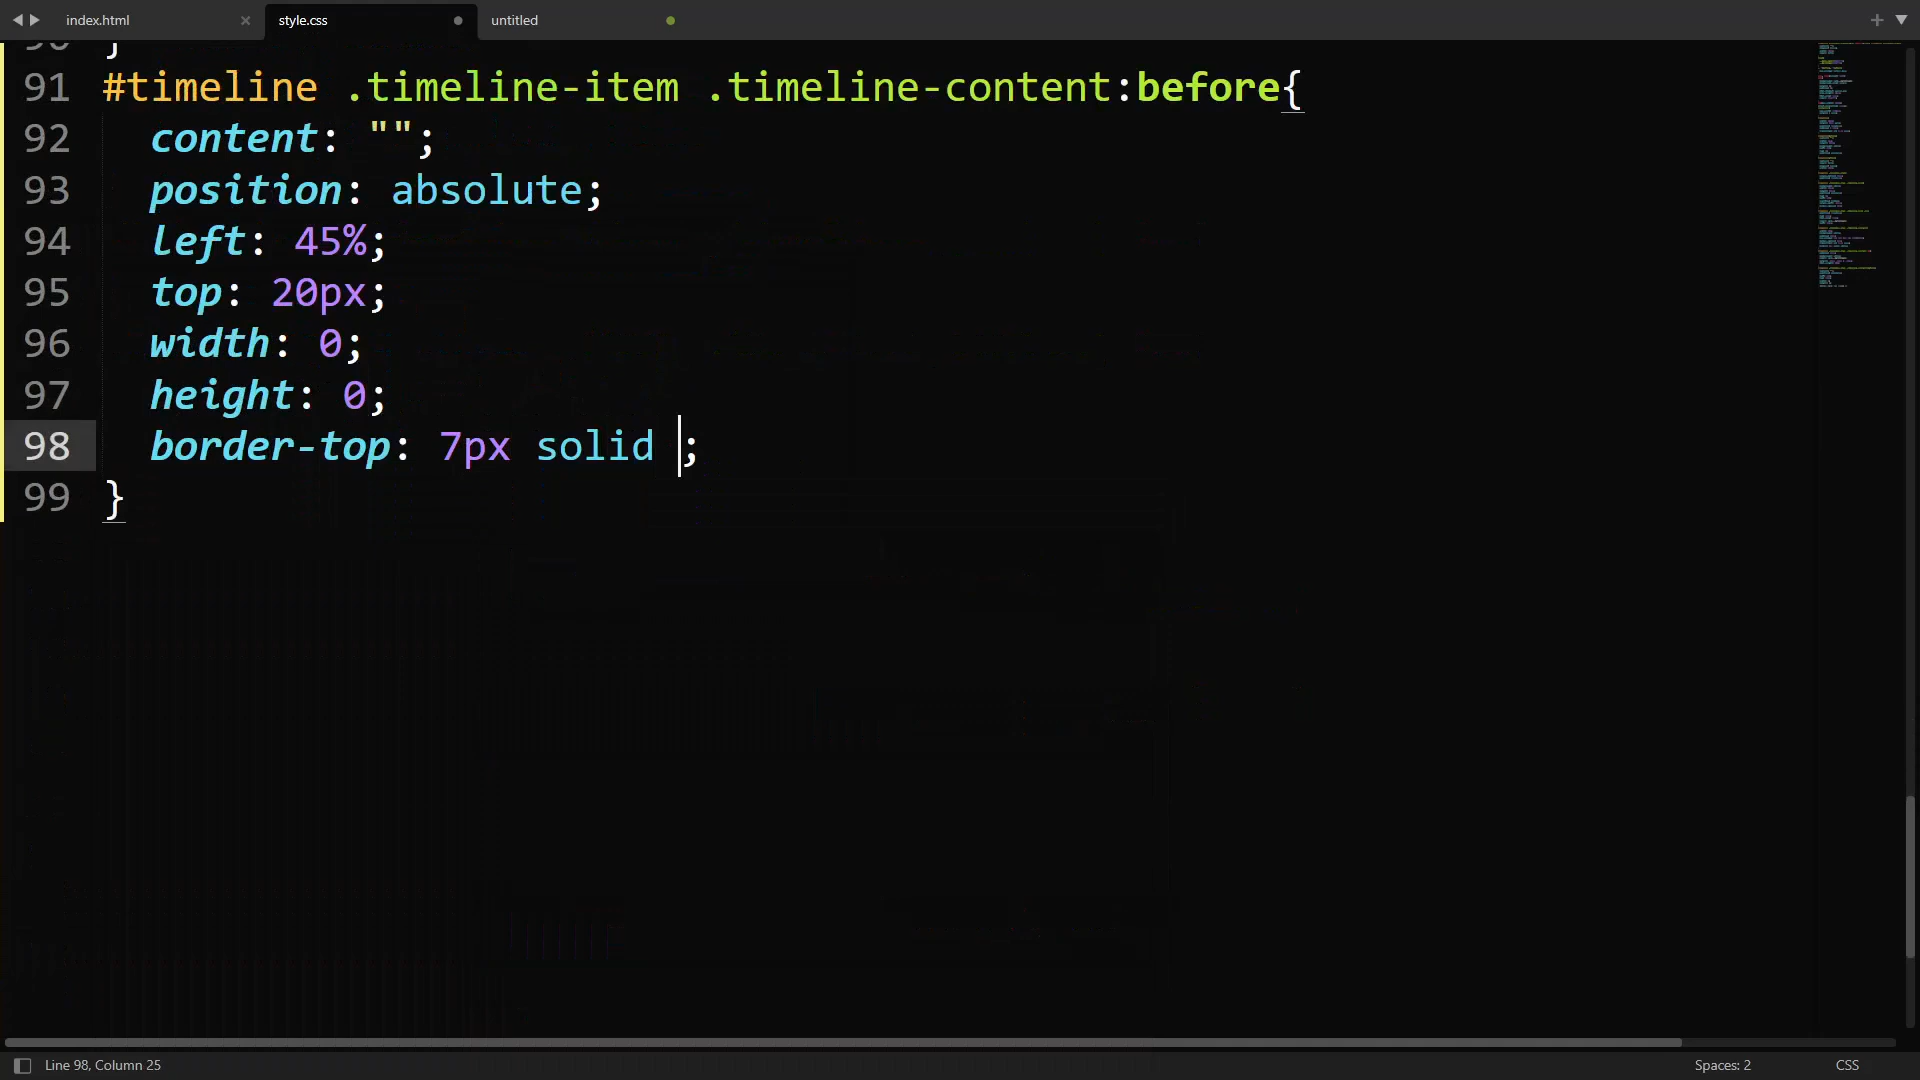 index.html
style.css
untitled
90 }
91 #timeline .timeline-item .timeline-content:before{
92 content: "";
93 position: absolute;
94 left: 45%;
95 top: 20px;
96 width: 0;
97 height: 0;
98 border-top: 7px solid ;
99 }
Line 98, Column 25
Spaces: 2
CSS